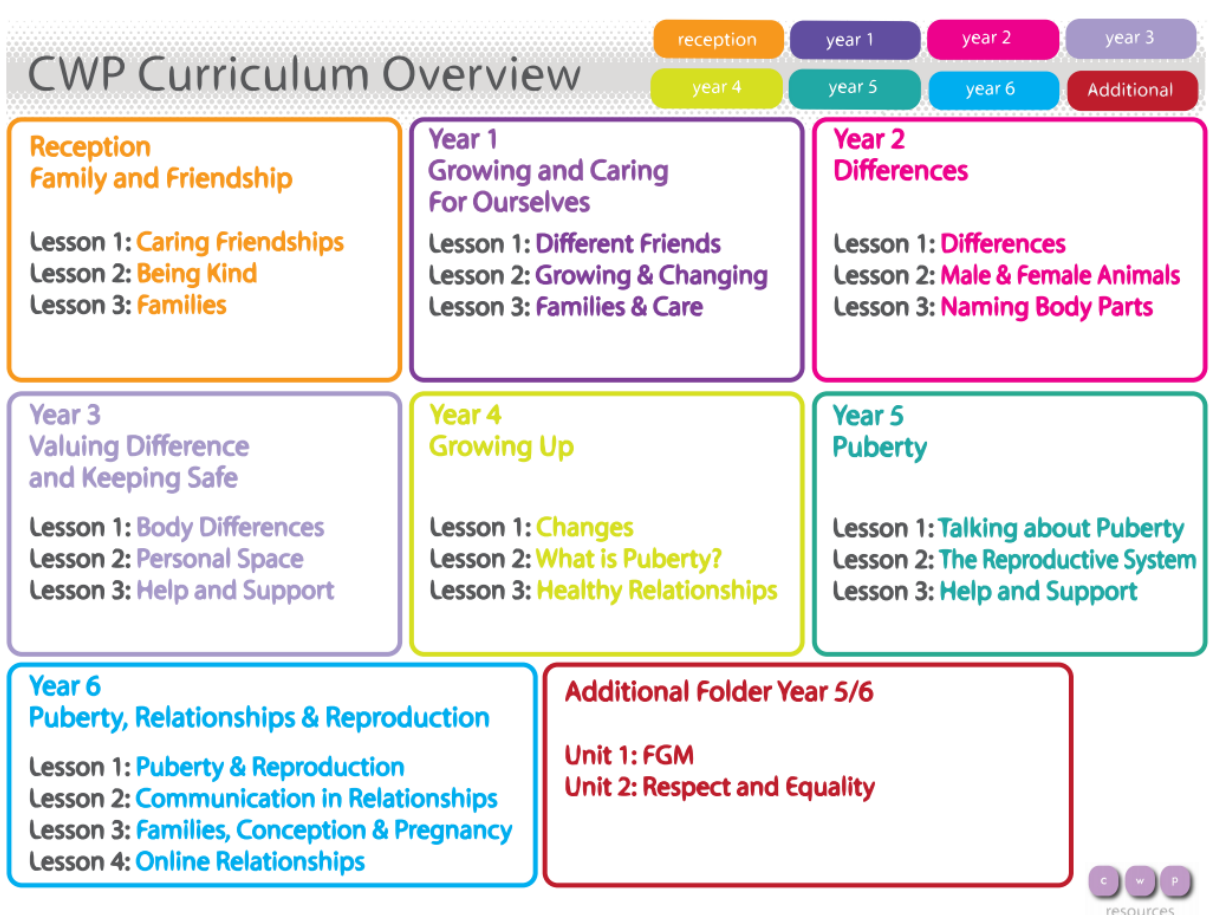 CWP Curriculum Overview
reception
year 1
year 2
year 3
year 4
year 5
year 6
Additional
Reception
Family and Friendship
Lesson 1: Caring Friendships
Lesson 2: Being Kind
Lesson 3: Families
Year 1
Growing and Caring
For Ourselves
Lesson 1: Different Friends
Lesson 2: Growing & Changing
Lesson 3: Families & Care
Year 2
Differences
Lesson 1: Differences
Lesson 2: Male & Female Animals
Lesson 3: Naming Body Parts
Year 3
Valuing Difference
and Keeping Safe
Lesson 1: Body Differences
Lesson 2: Personal Space
Lesson 3: Help and Support
Year 4
Growing Up
Lesson 1: Changes
Lesson 2: What is Puberty?
Lesson 3: Healthy Relationships
Year 5
Puberty
Lesson 1: Talking about Puberty
Lesson 2: The Reproductive System
Lesson 3: Help and Support
Year 6
Puberty, Relationships & Reproduction
Lesson 1: Puberty & Reproduction
Lesson 2: Communication in Relationships
Lesson 3: Families, Conception & Pregnancy
Lesson 4: Online Relationships
Additional Folder Year 5/6
Unit 1: FGM
Unit 2: Respect and Equality
c w p
resources